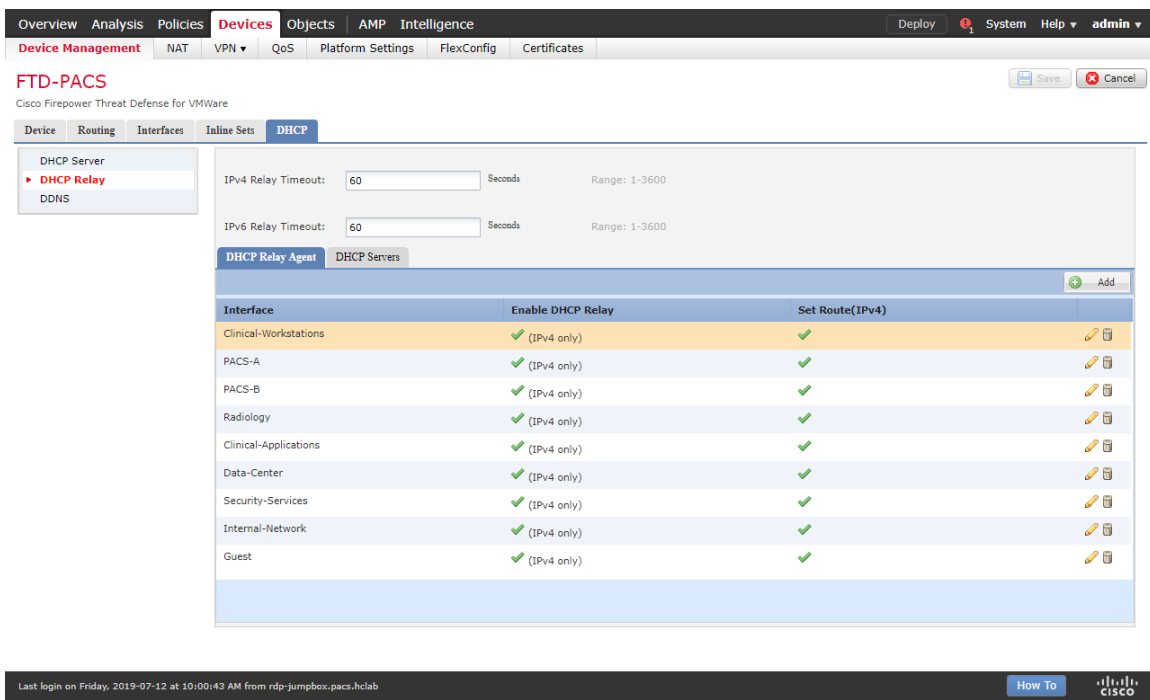 Overview Analysis Policies Devices Objects AMP Intelligence Deploy 1 System Help admin
Device Management NAT VPN QoS Platform Settings FlexConfig Certificates
FTD-PACS
Save Cancel
Cisco Firepower Threat Defense for VMWare
Device Routing Interfaces Inline Sets DHCP
DHCP Server
DHCP Relay
DDNS
IPv4 Relay Timeout: 60 Seconds Range: 1-3600
IPv6 Relay Timeout: 60 Seconds Range: 1-3600
DHCP Relay Agent DHCP Servers
Add
Interface Enable DHCP Relay Set Route(IPv4)
Clinical-Workstations (IPv4 only)
PACS-A (IPv4 only)
PACS-B (IPv4 only)
Radiology (IPv4 only)
Clinical-Applications (IPv4 only)
Data-Center (IPv4 only)
Security-Services (IPv4 only)
Internal-Network (IPv4 only)
Guest (IPv4 only)
Last login on Friday, 2019-07-12 at 10:00:43 AM from rdp-jumpbox.pacs.hclab How To CISCO